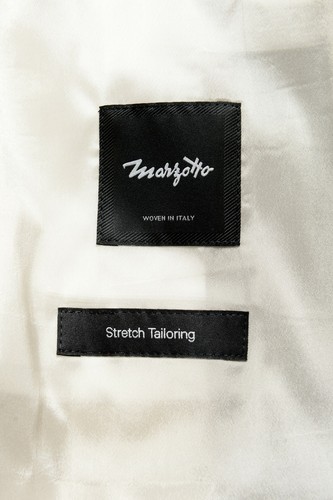 Marzotto
WOVEN IN ITALY
Stretch Tailoring